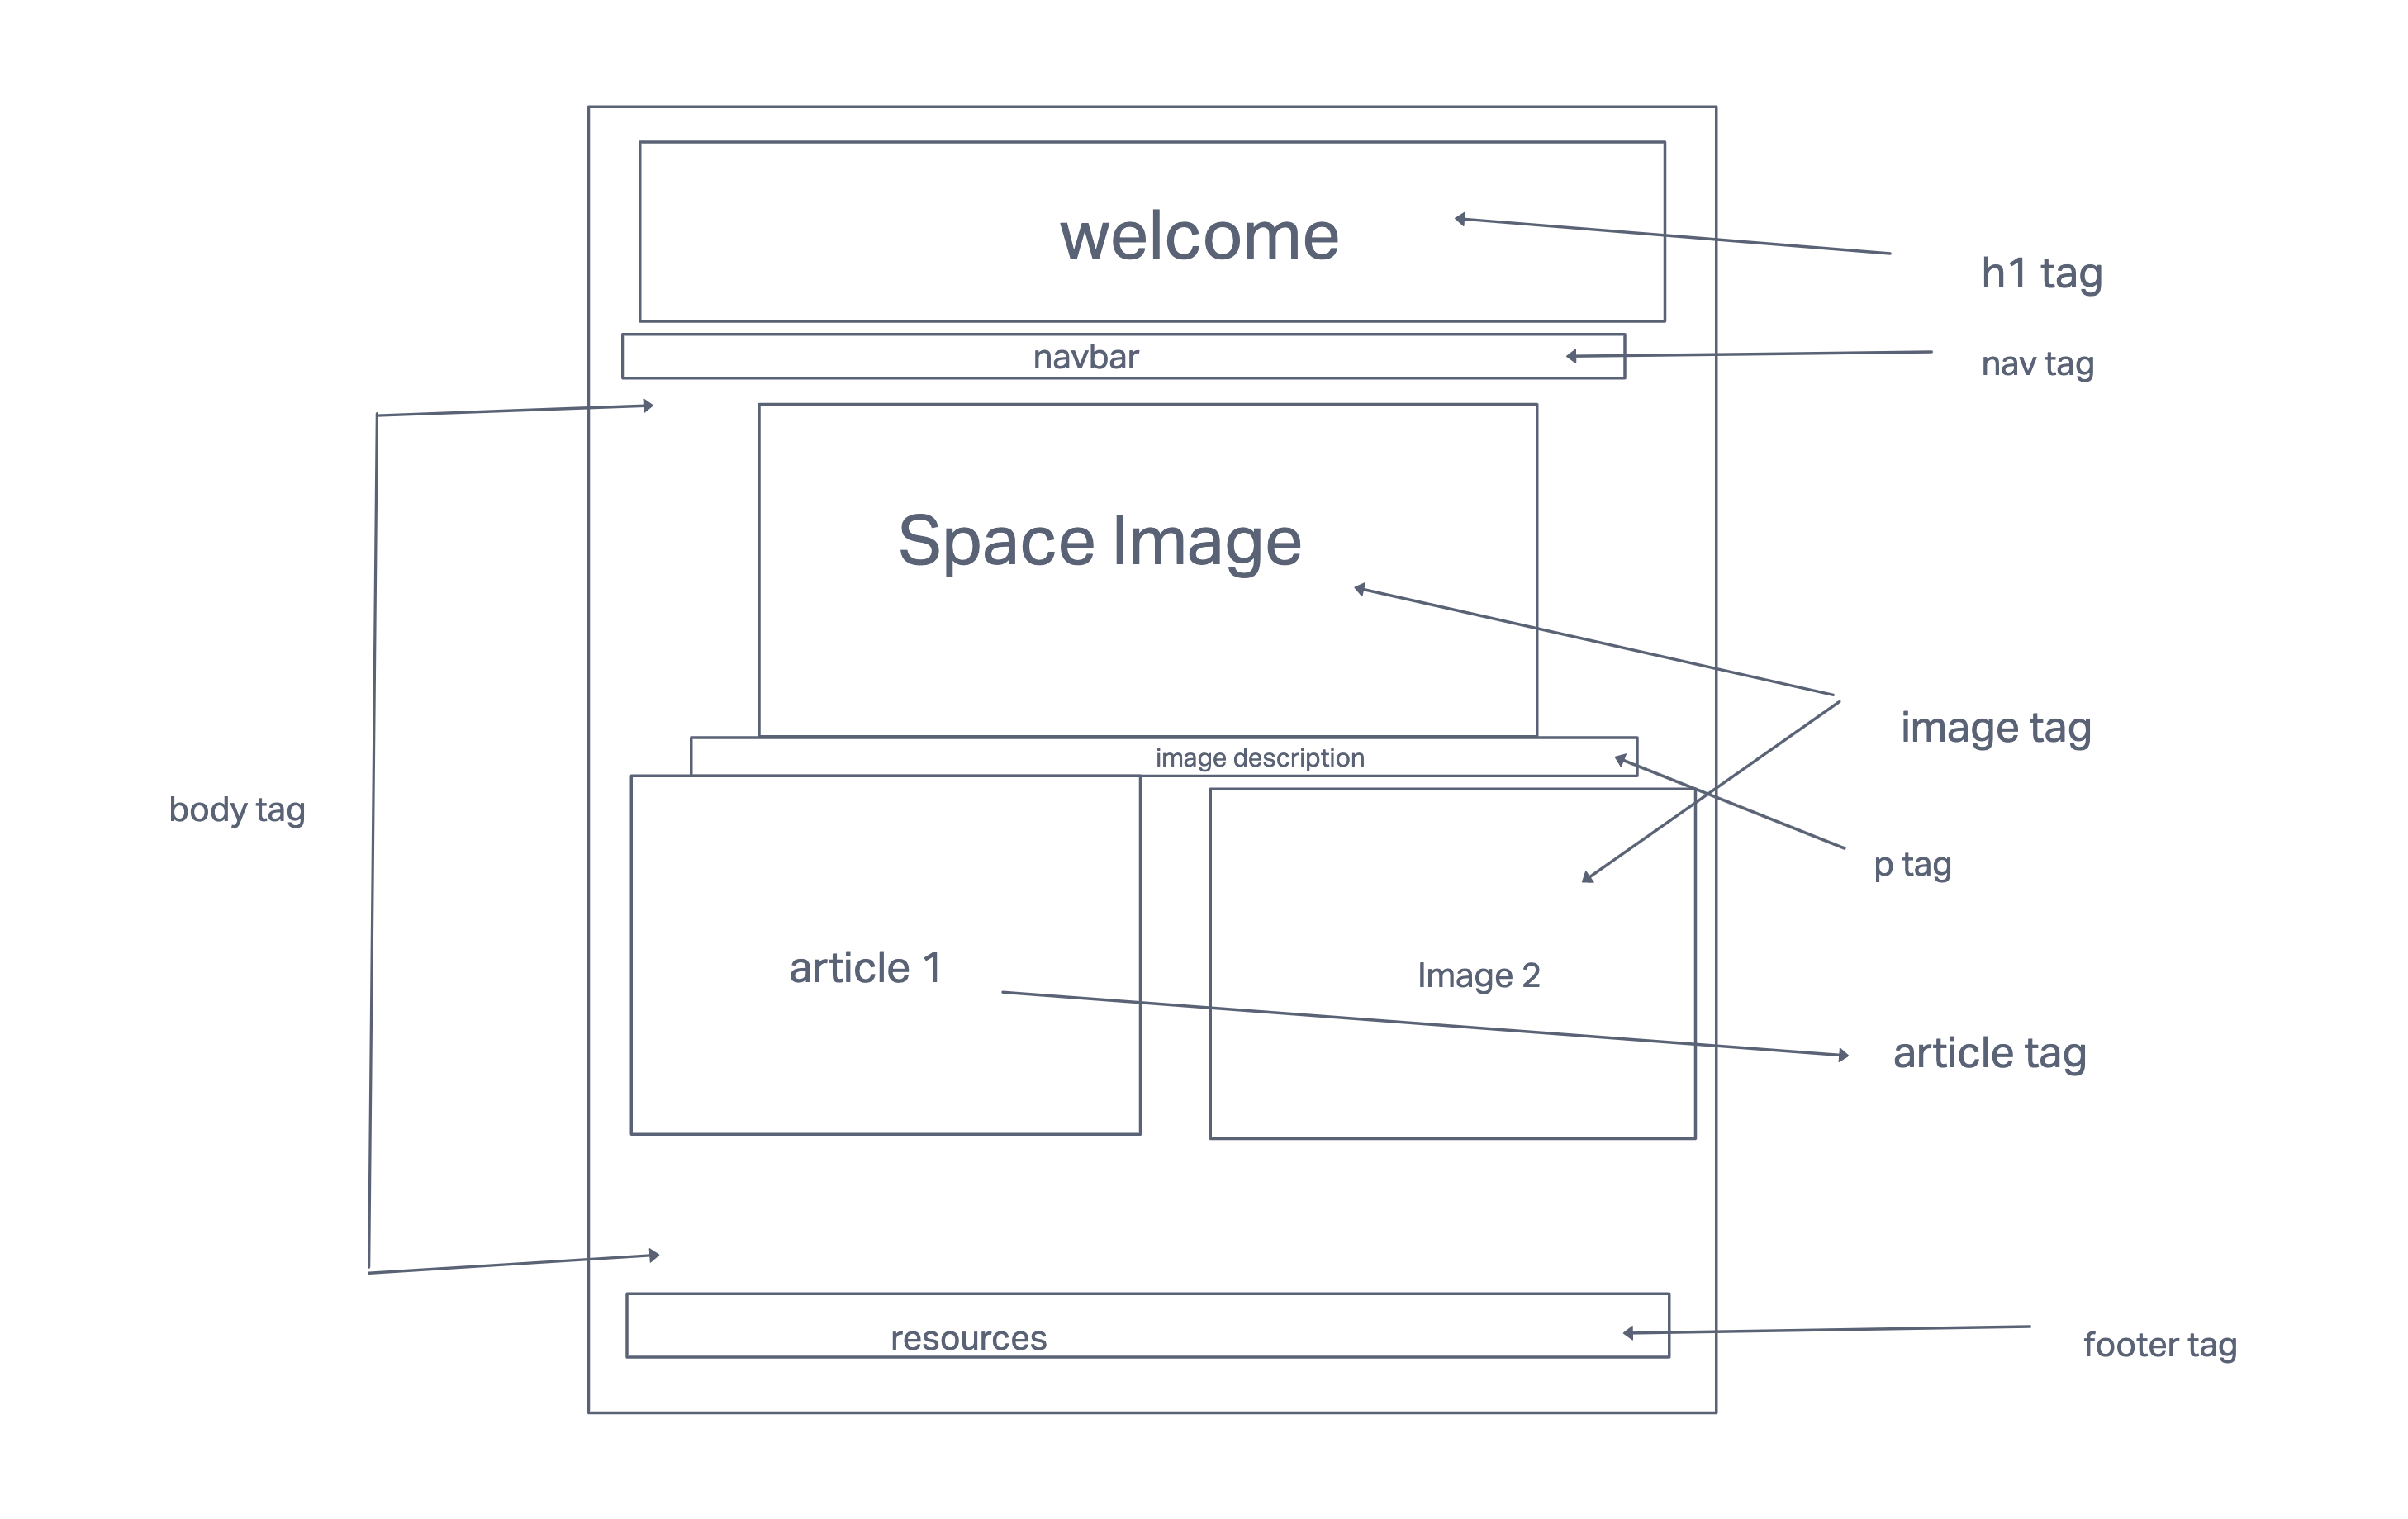 welcome
h1 tag
navbar
nav tag
Space Image
image tag
image description
body tag
p tag
article 1
Image 2
article tag
resources
footer tag